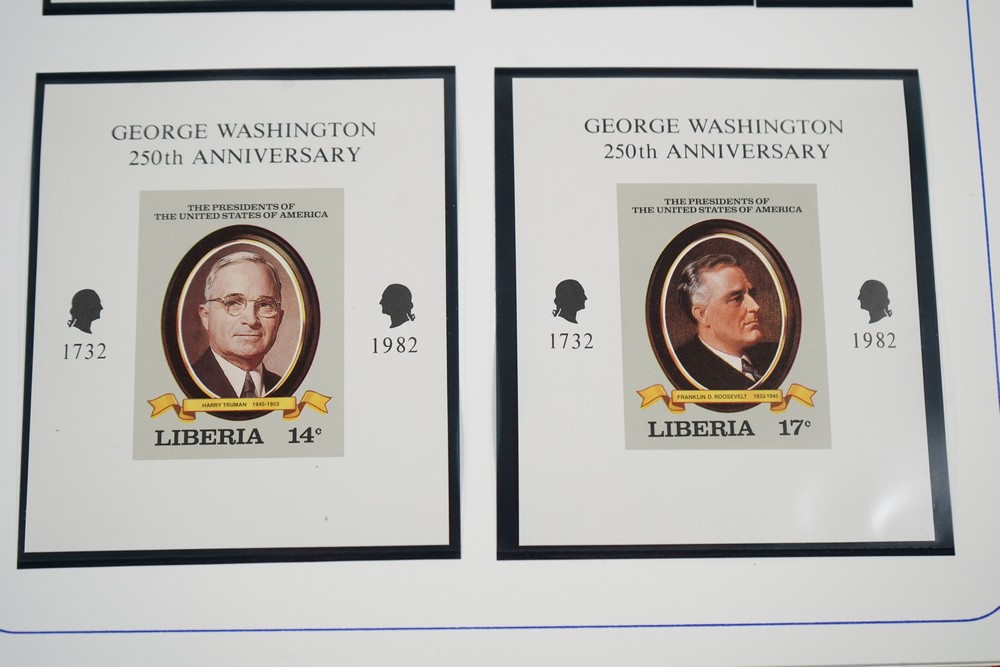 GEORGE WASHINGTON
250th ANNIVERSARY
THE PRESIDENTS OF
THE UNITED STATES OF AMERICA
1732
1982
HARRY TRUMAN 1945-1953
LIBERIA 14c
GEORGE WASHINGTON
250th ANNIVERSARY
THE PRESIDENTS OF
THE UNITED STATES OF AMERICA
1732
1982
FRANKLIN D. ROOSEVELT 1933-1945
LIBERIA 17c